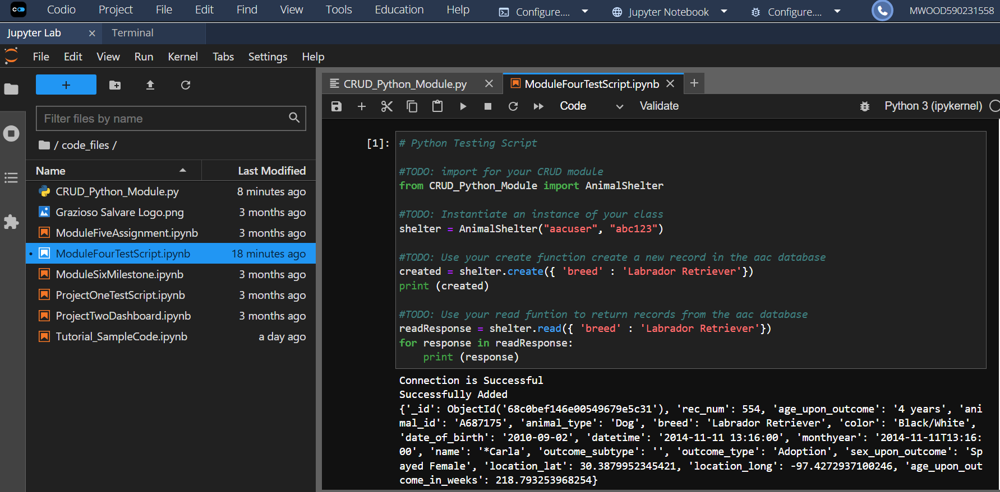 Codio Project File Edit Find View Tools Education Help Configure.... Jupyter Notebook Configure.... MWOOD590231558
Jupyter Lab Terminal
File Edit View Run Kernel Tabs Settings Help
CRUD_Python_Module.py ModuleFourTestScript.ipynb
Code Validate Python 3 (ipykernel)
Filter files by name
/ code_files /
Name Last Modified
CRUD_Python_Module.py 8 minutes ago
Grazioso Salvare Logo.png 3 months ago
ModuleFiveAssignment.ipynb 3 months ago
ModuleFourTestScript.ipynb 18 minutes ago
ModuleSixMilestone.ipynb 3 months ago
ProjectOneTestScript.ipynb 3 months ago
ProjectTwoDashboard.ipynb 3 months ago
Tutorial_SampleCode.ipynb a day ago
[1]: # Python Testing Script
#TODO: import for your CRUD module
from CRUD_Python_Module import AnimalShelter
#TODO: Instantiate an instance of your class
shelter = AnimalShelter("aacuser", "abc123")
#TODO: Use your create function create a new record in the aac database
created = shelter.create({ 'breed' : 'Labrador Retriever'})
print (created)
#TODO: Use your read funtion to return records from the aac database
readResponse = shelter.read({ 'breed' : 'Labrador Retriever'})
for response in readResponse:
    print (response)
Connection is Successful
Successfully Added
{'_id': ObjectId('68c0bef146e00549679e5c31'), 'rec_num': 554, 'age_upon_outcome': '4 years', 'ani
mal_id': 'A687175', 'animal_type': 'Dog', 'breed': 'Labrador Retriever', 'color': 'Black/White',
'date_of_birth': '2010-09-02', 'datetime': '2014-11-11 13:16:00', 'monthyear': '2014-11-11T13:16:
00', 'name': '*Carla', 'outcome_subtype': '', 'outcome_type': 'Adoption', 'sex_upon_outcome': 'Sp
ayed Female', 'location_lat': 30.3879952345421, 'location_long': -97.4272937100246, 'age_upon_out
come_in_weeks': 218.793253968254}